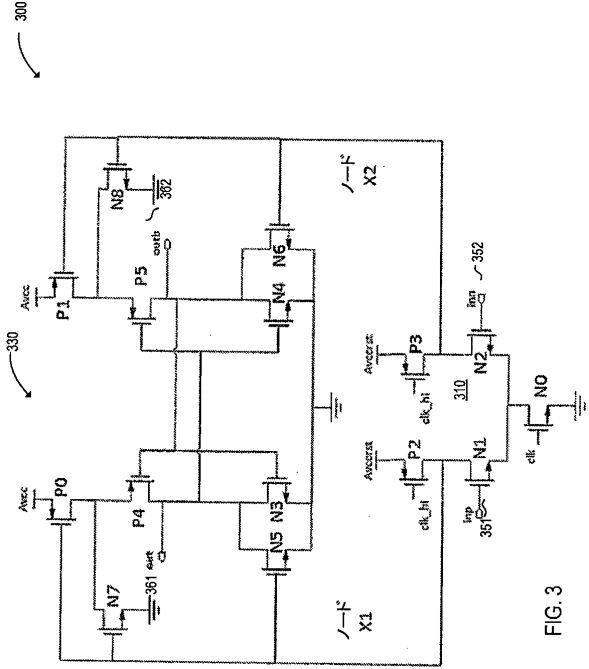 300
330
Avcc
P0
N7
361
out
P4
N5
N3
ノード
X1
Avcc
P1
N8
362
outb
P5
N4
N6
ノード
X2
Avccrst
P2
clk_hi
Avccrst
P3
clk_hi
310
inp
351
N1
N2
inn
352
clk
N0
FIG. 3